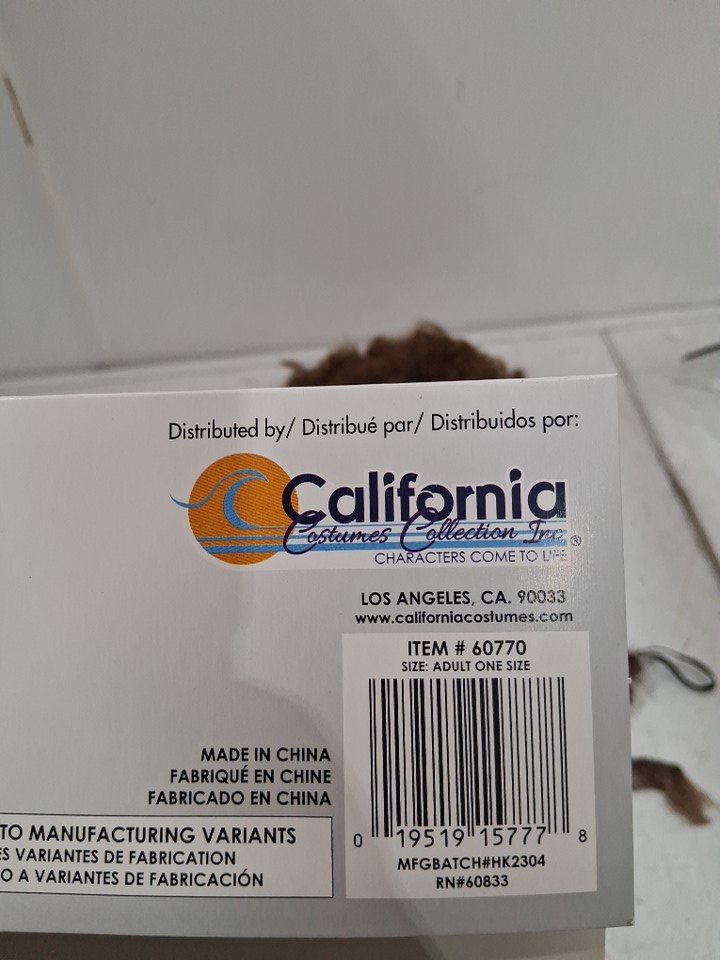 Distributed by/ Distribué par/ Distribuidos por:
California
Costumes Collection Inc.®
CHARACTERS COME TO LIFE
LOS ANGELES, CA. 90033
www.californiacostumes.com
ITEM # 60770
SIZE: ADULT ONE SIZE
MADE IN CHINA
FABRIQUÉ EN CHINE
FABRICADO EN CHINA
TO MANUFACTURING VARIANTS
ES VARIANTES DE FABRICATION
O A VARIANTES DE FABRICACIÓN
0 19519 15777 8
MFGBATCH#HK2304
RN#60833